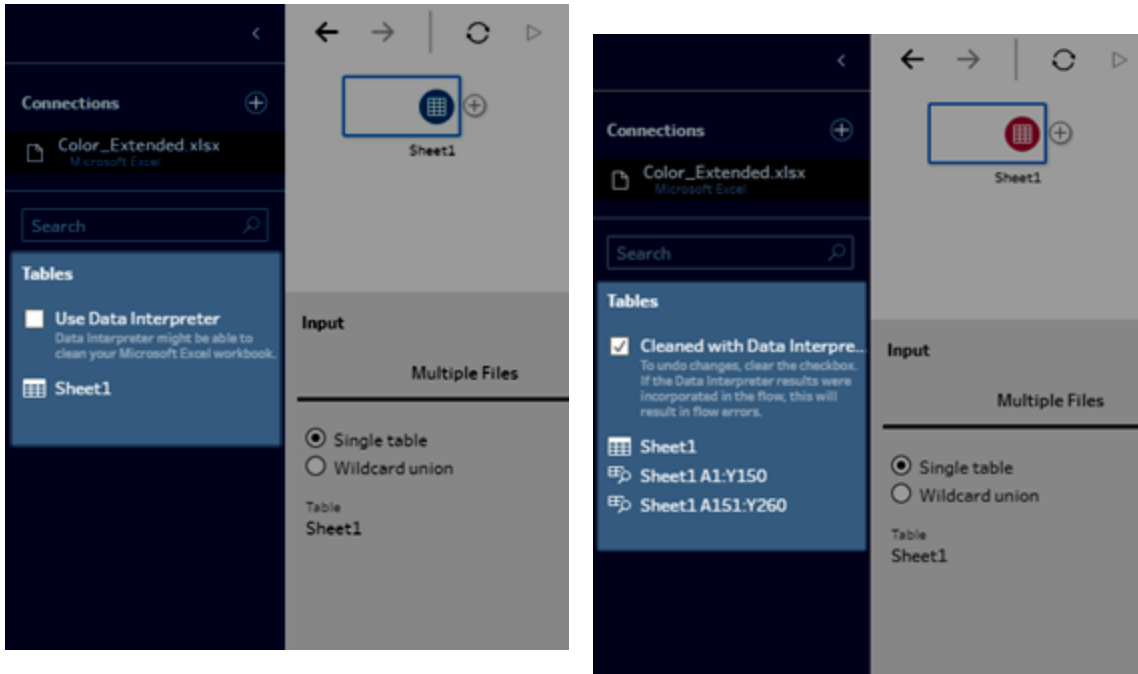 Connections
Color_Extended.xlsx
Microsoft Excel
Search
Tables
Use Data Interpreter
Data Interpreter might be able to
clean your Microsoft Excel workbook.
Sheet1
Sheet1
Input
Multiple Files
Single table
Wildcard union
Table
Sheet1
Connections
Color_Extended.xlsx
Microsoft Excel
Search
Tables
Cleaned with Data Interpre...
To undo changes, clear the checkbox.
If the Data Interpreter results were
incorporated in the flow, this will
result in flow errors.
Sheet1
Sheet1 A1:Y150
Sheet1 A151:Y260
Sheet1
Input
Multiple Files
Single table
Wildcard union
Table
Sheet1